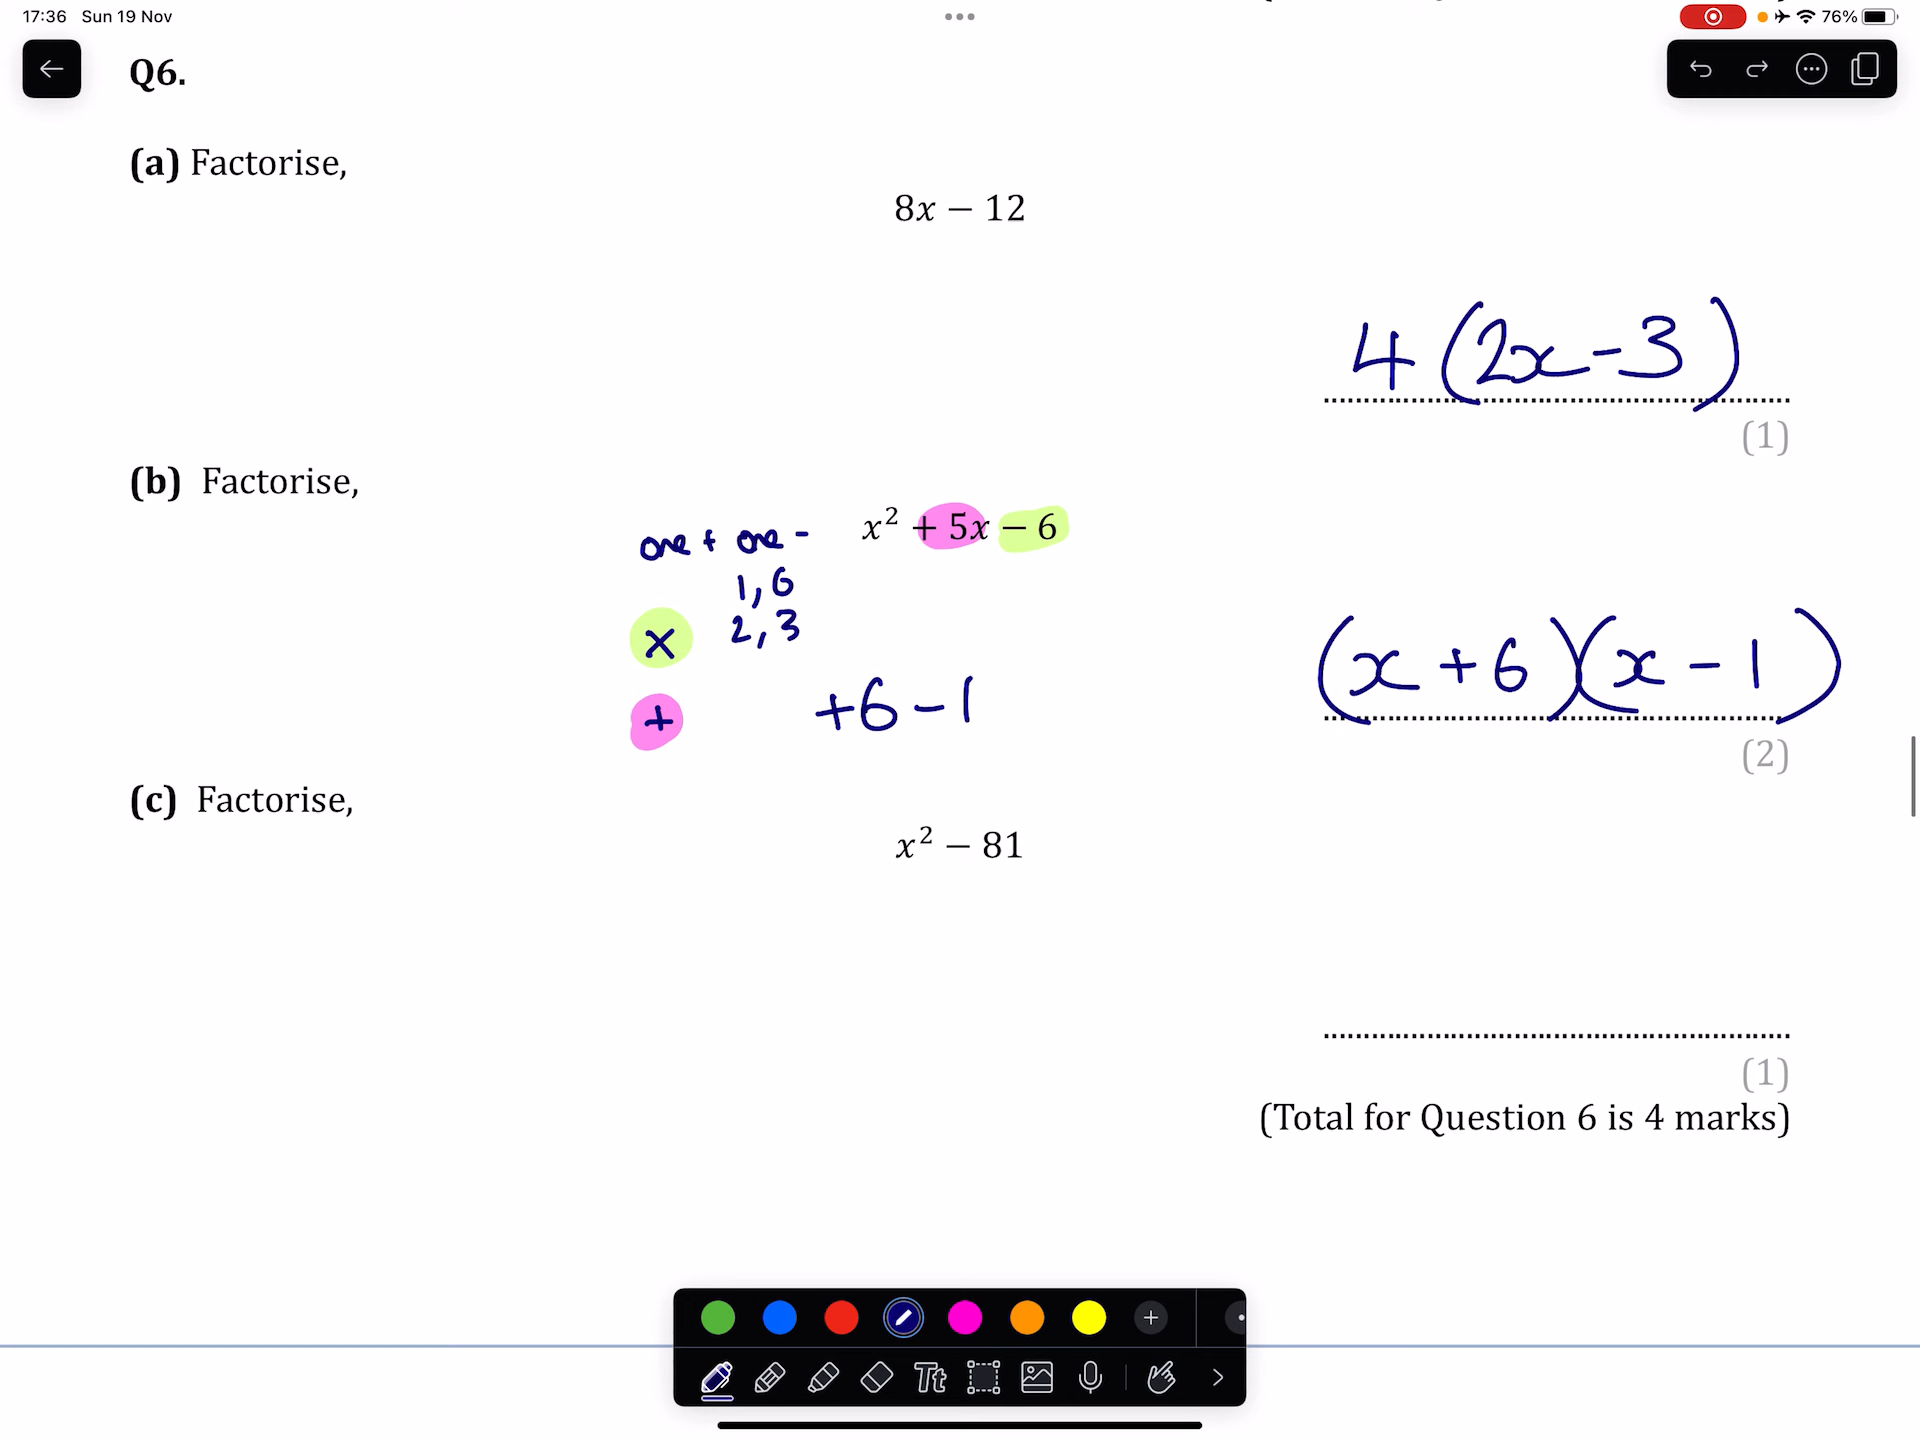 17:36 Sun 19 Nov
76%
Q6.
(a) Factorise,
8x − 12
4(2x-3)
(1)
(b) Factorise,
x² + 5x − 6
one + one -
1, 6
x 2, 3
(x + 6)(x - 1)
+ +6 - 1
(2)
(c) Factorise,
x² − 81
(1)
(Total for Question 6 is 4 marks)
Tt